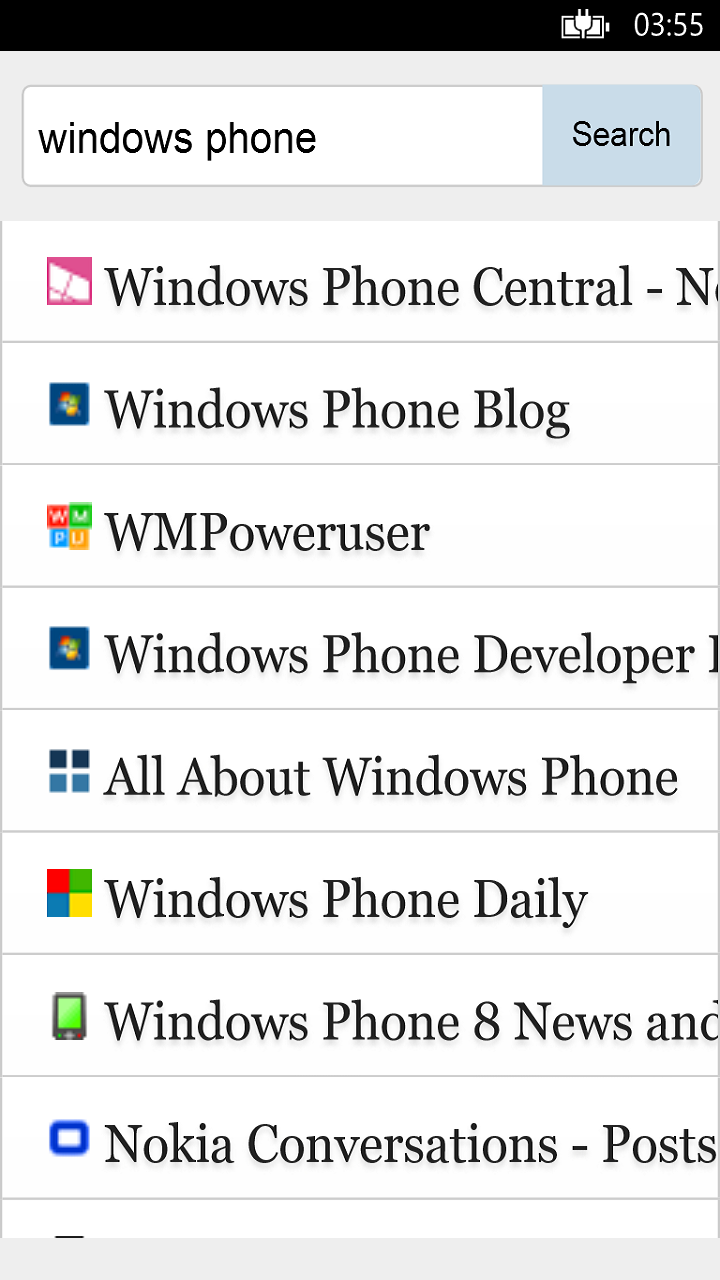 03:55
windows phone Search
Windows Phone Central -
Windows Phone Blog
WMPoweruser
Windows Phone Developer
All About Windows Phone
Windows Phone Daily
Windows Phone 8 News and
Nokia Conversations - Posts